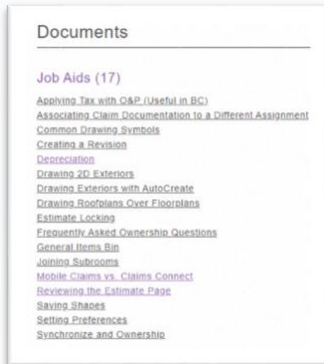 Documents
Job Aids (17)
Applying Tax with O&P (Useful in BC)
Associating Claim Documentation to a Different Assignment
Common Drawing Symbols
Creating a Revision
Depreciation
Drawing 2D Exteriors
Drawing Exteriors with AutoCreate
Drawing Roofplans Over Floorplans
Estimate Locking
Frequently Asked Ownership Questions
General Items Bin
Joining Subrooms
Mobile Claims vs. Claims Connect
Reviewing the Estimate Page
Saving Shapes
Setting Preferences
Synchronize and Ownership